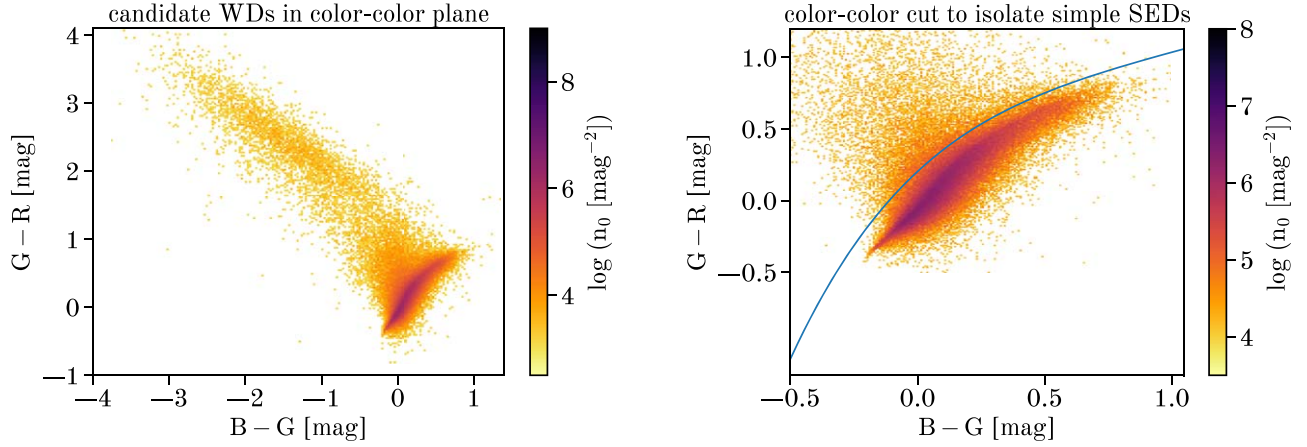 candidate WDs in color-color plane
4
3
2
1
0
−1
G − R [mag]
−4 −3 −2 −1 0 1
B − G [mag]
8
6
4
log (n₀ [mag⁻²])
color-color cut to isolate simple SEDs
1.0
0.5
0.0
−0.5
G − R [mag]
−0.5 0.0 0.5 1.0
B − G [mag]
8
7
6
5
4
log (n₀ [mag⁻²])